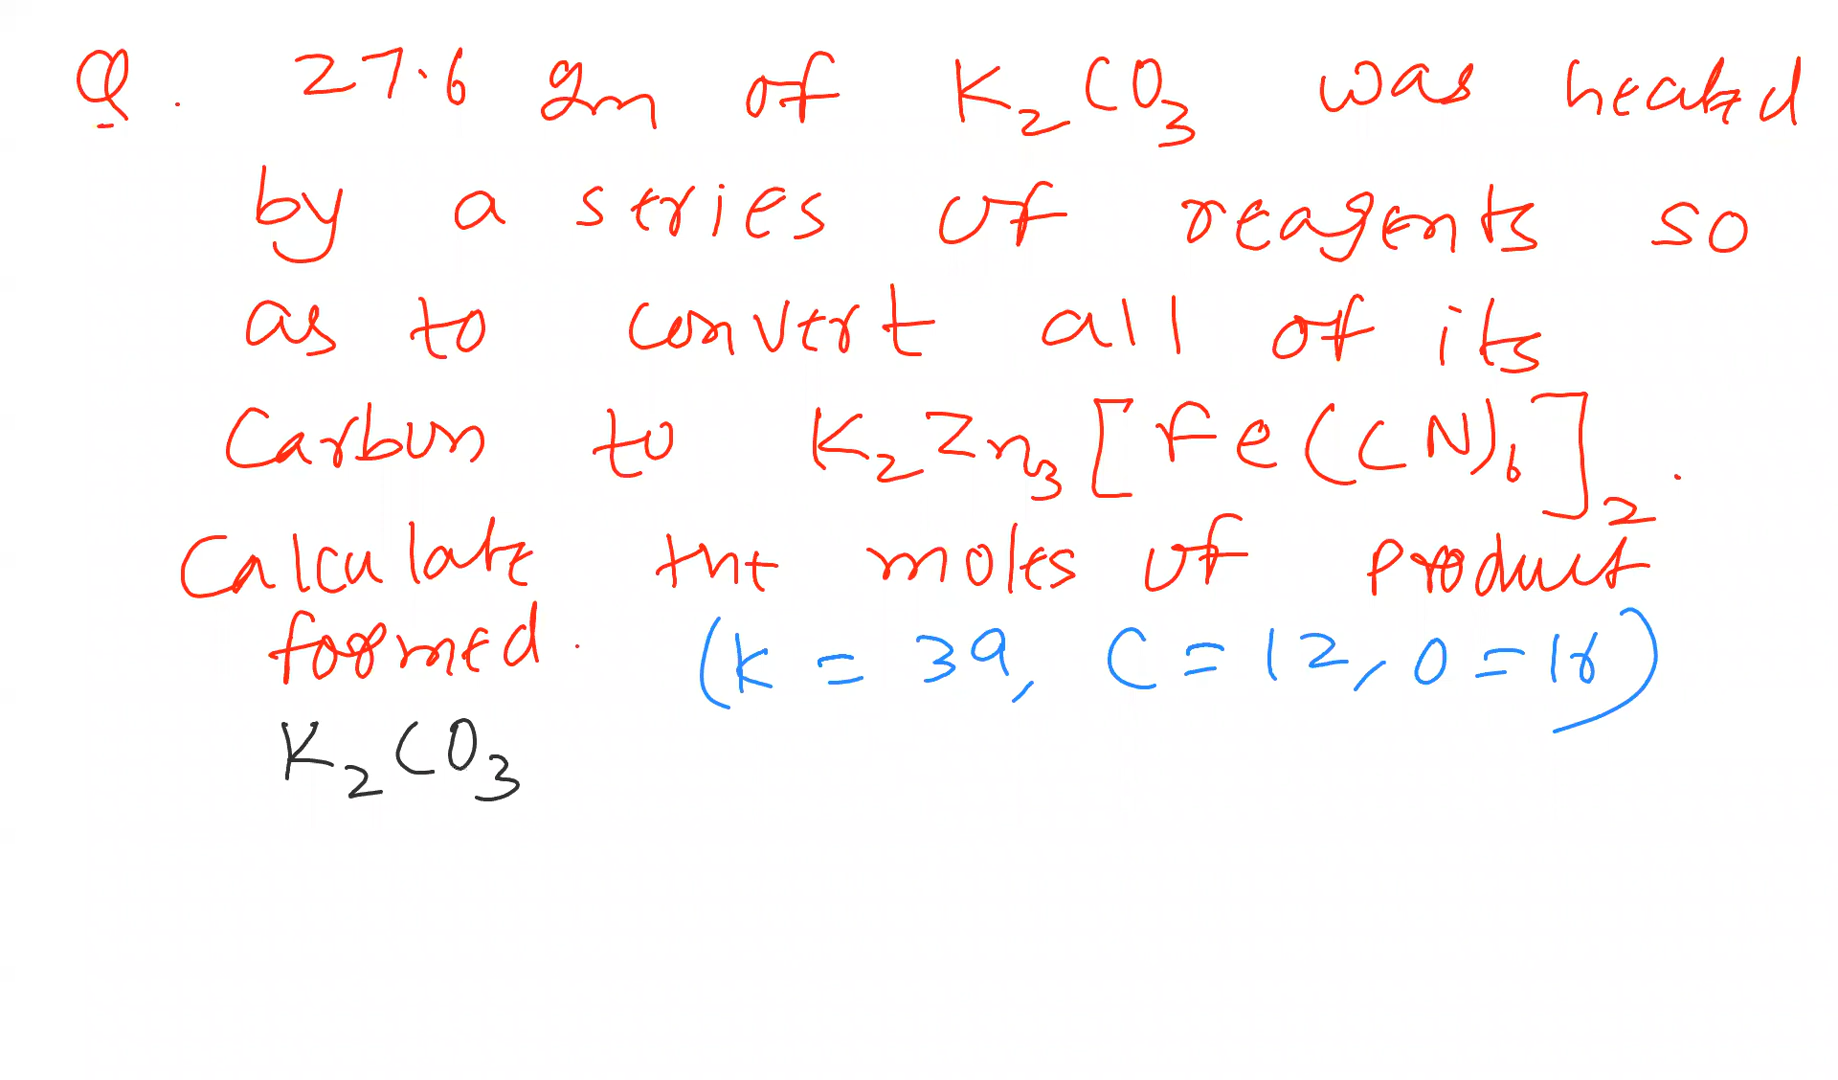 Q. 27.6 gm of K₂CO₃ was heated
by a series of reagents so
as to convert all of its
Carbon to K₂Zn₃[Fe(CN)₆]₂.
Calculate the moles of product
formed. (K = 39, C = 12, O = 16)
K₂CO₃